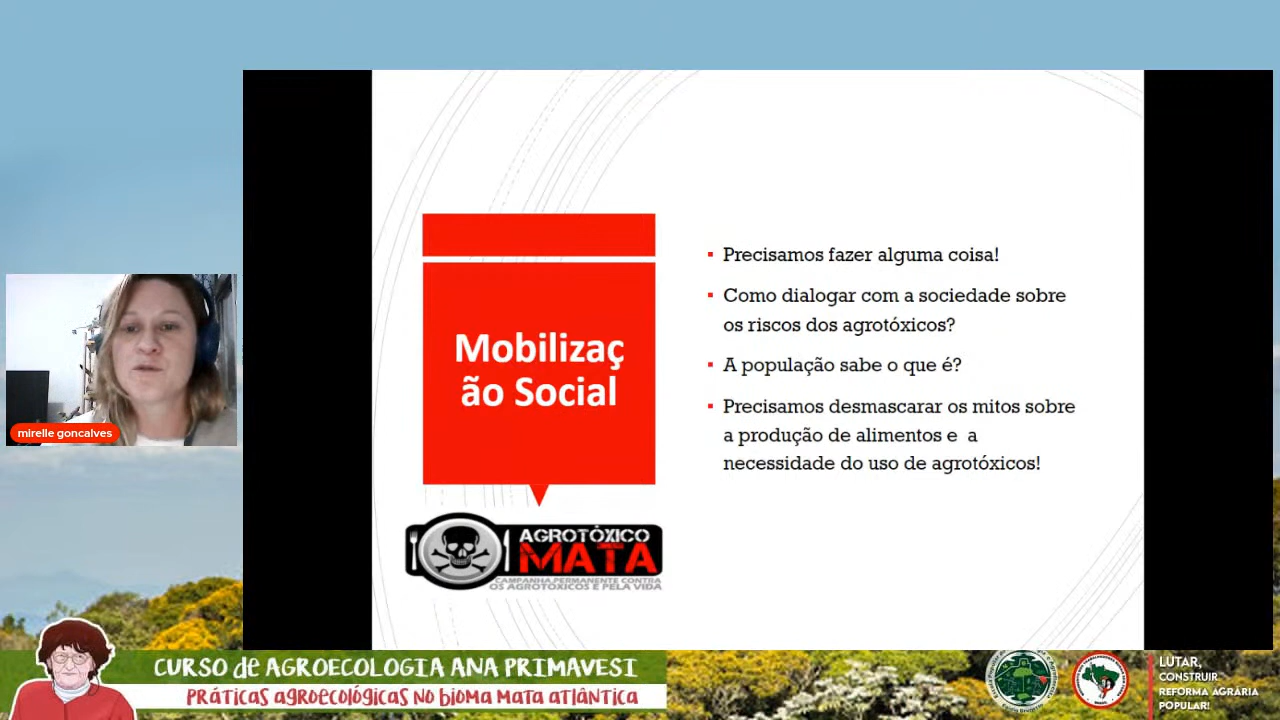 Mobilizaç
ão Social
Precisamos fazer alguma coisa!
Como dialogar com a sociedade sobre
os riscos dos agrotóxicos?
A população sabe o que é?
Precisamos desmascarar os mitos sobre
a produção de alimentos e a
necessidade do uso de agrotóxicos!
AGROTÓXICO
MATA
CAMPANHA PERMANENTE CONTRA
OS AGROTÓXICOS E PELA VIDA
mirelle goncalves
CURSO de AGROECOLOGIA ANA PRIMAVESI
PRÁTICAS agroecológicas NO bioma MATA ATLÂNTICA
LUTAR,
CONSTRUIR
REFORMA AGRÁRIA
POPULAR!